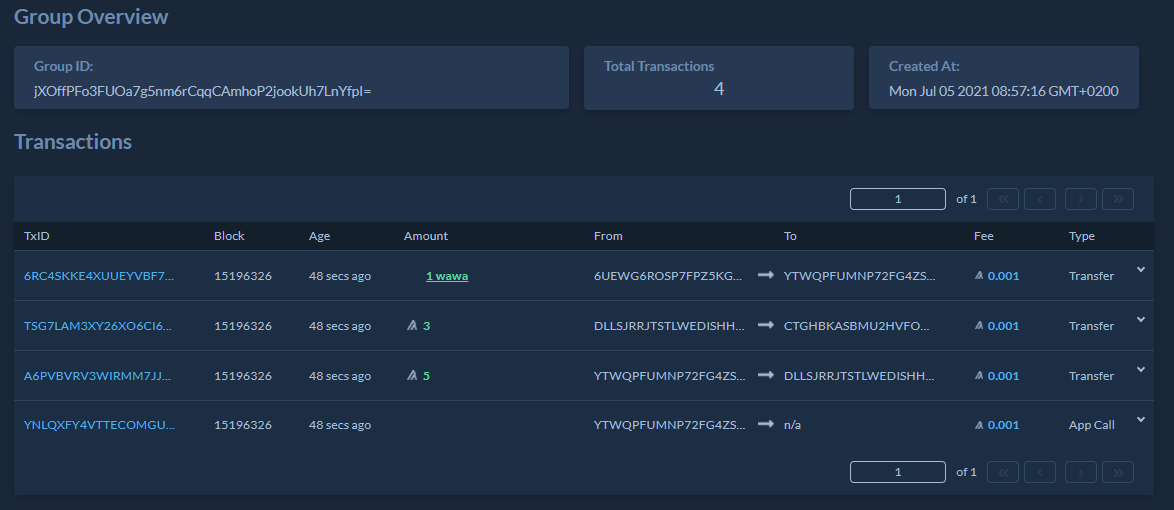 Group Overview
Group ID:
jXOffPFo3FUOa7g5nm6rCqqCAmhoP2jookUh7LnYfpI=
Total Transactions
4
Created At:
Mon Jul 05 2021 08:57:16 GMT+0200
Transactions
1 of 1
TxID Block Age Amount From To Fee Type
6RC4SKKE4XUUEYVBF7... 15196326 48 secs ago 1 wawa 6UEWG6ROSP7FPZ5KG... YTWQPFUMNP72FG4ZS... 0.001 Transfer
TSG7LAM3XY26XO6CI6... 15196326 48 secs ago 3 DLLSJRRJTSTLWEDISHH... CTGHBKASBMU2HVFO... 0.001 Transfer
A6PVBVRV3WIRMM7JJ... 15196326 48 secs ago 5 YTWQPFUMNP72FG4ZS... DLLSJRRJTSTLWEDISHH... 0.001 Transfer
YNLQXFY4VTTECOMGU... 15196326 48 secs ago YTWQPFUMNP72FG4ZS... n/a 0.001 App Call
1 of 1